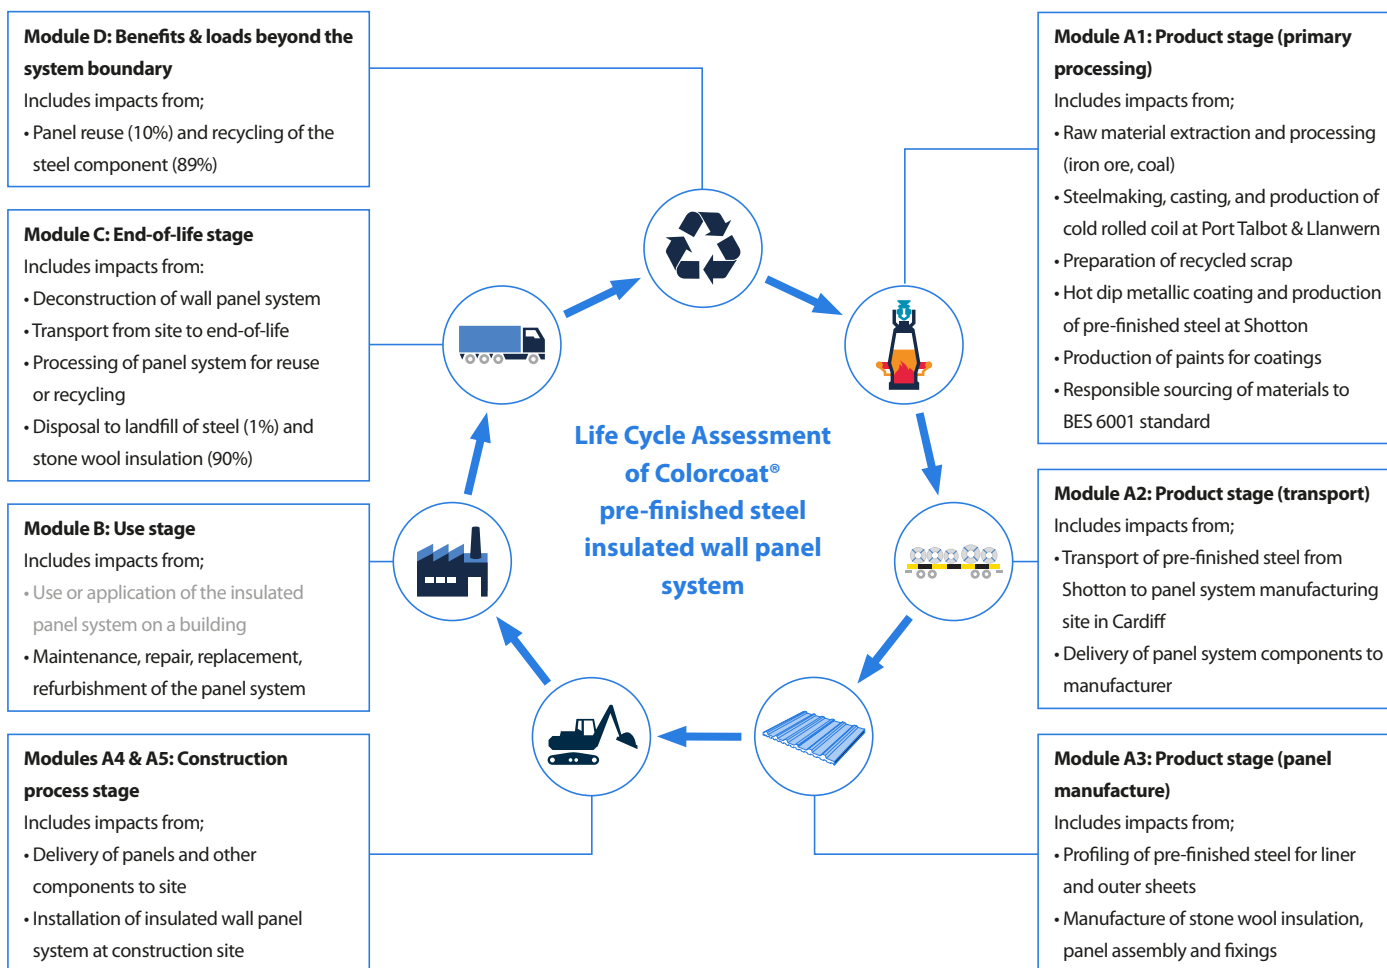 Module D: Benefits & loads beyond the
system boundary
Includes impacts from;
• Panel reuse (10%) and recycling of the
steel component (89%)
Module C: End-of-life stage
Includes impacts from:
• Deconstruction of wall panel system
• Transport from site to end-of-life
• Processing of panel system for reuse
or recycling
• Disposal to landfill of steel (1%) and
stone wool insulation (90%)
Module B: Use stage
Includes impacts from;
• Use or application of the insulated
panel system on a building
• Maintenance, repair, replacement,
refurbishment of the panel system
Modules A4 & A5: Construction
process stage
Includes impacts from;
• Delivery of panels and other
components to site
• Installation of insulated wall panel
system at construction site
Life Cycle Assessment
of Colorcoat®
pre-finished steel
insulated wall panel
system
Module A1: Product stage (primary
processing)
Includes impacts from;
• Raw material extraction and processing
(iron ore, coal)
• Steelmaking, casting, and production of
cold rolled coil at Port Talbot & Llanwern
• Preparation of recycled scrap
• Hot dip metallic coating and production
of pre-finished steel at Shotton
• Production of paints for coatings
• Responsible sourcing of materials to
BES 6001 standard
Module A2: Product stage (transport)
Includes impacts from;
• Transport of pre-finished steel from
Shotton to panel system manufacturing
site in Cardiff
• Delivery of panel system components to
manufacturer
Module A3: Product stage (panel
manufacture)
Includes impacts from;
• Profiling of pre-finished steel for liner
and outer sheets
• Manufacture of stone wool insulation,
panel assembly and fixings